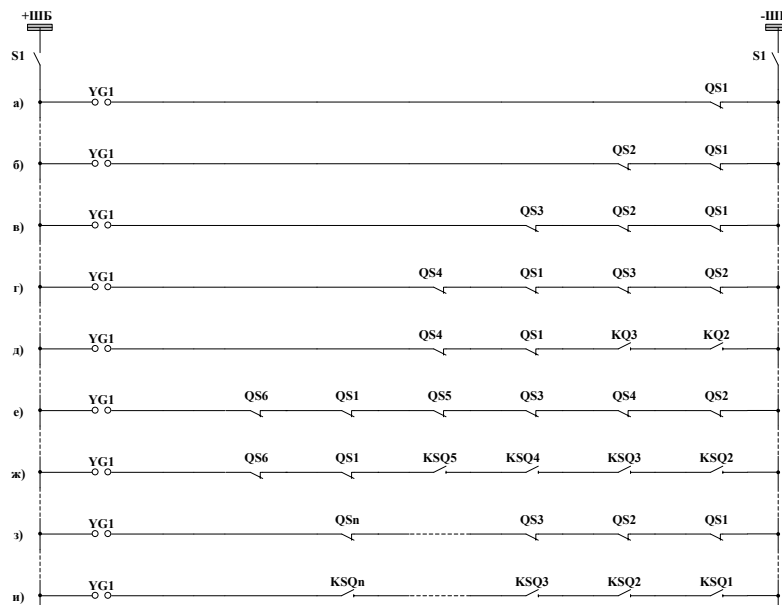 +ШБ -ШБ
S1 S1
а) YG1 QS1
б) YG1 QS2 QS1
в) YG1 QS3 QS2 QS1
г) YG1 QS4 QS1 QS3 QS2
д) YG1 QS4 QS1 KQ3 KQ2
е) YG1 QS6 QS1 QS5 QS3 QS4 QS2
ж) YG1 QS6 QS1 KSQ5 KSQ4 KSQ3 KSQ2
з) YG1 QSn QS3 QS2 QS1
и) YG1 KSQn KSQ3 KSQ2 KSQ1